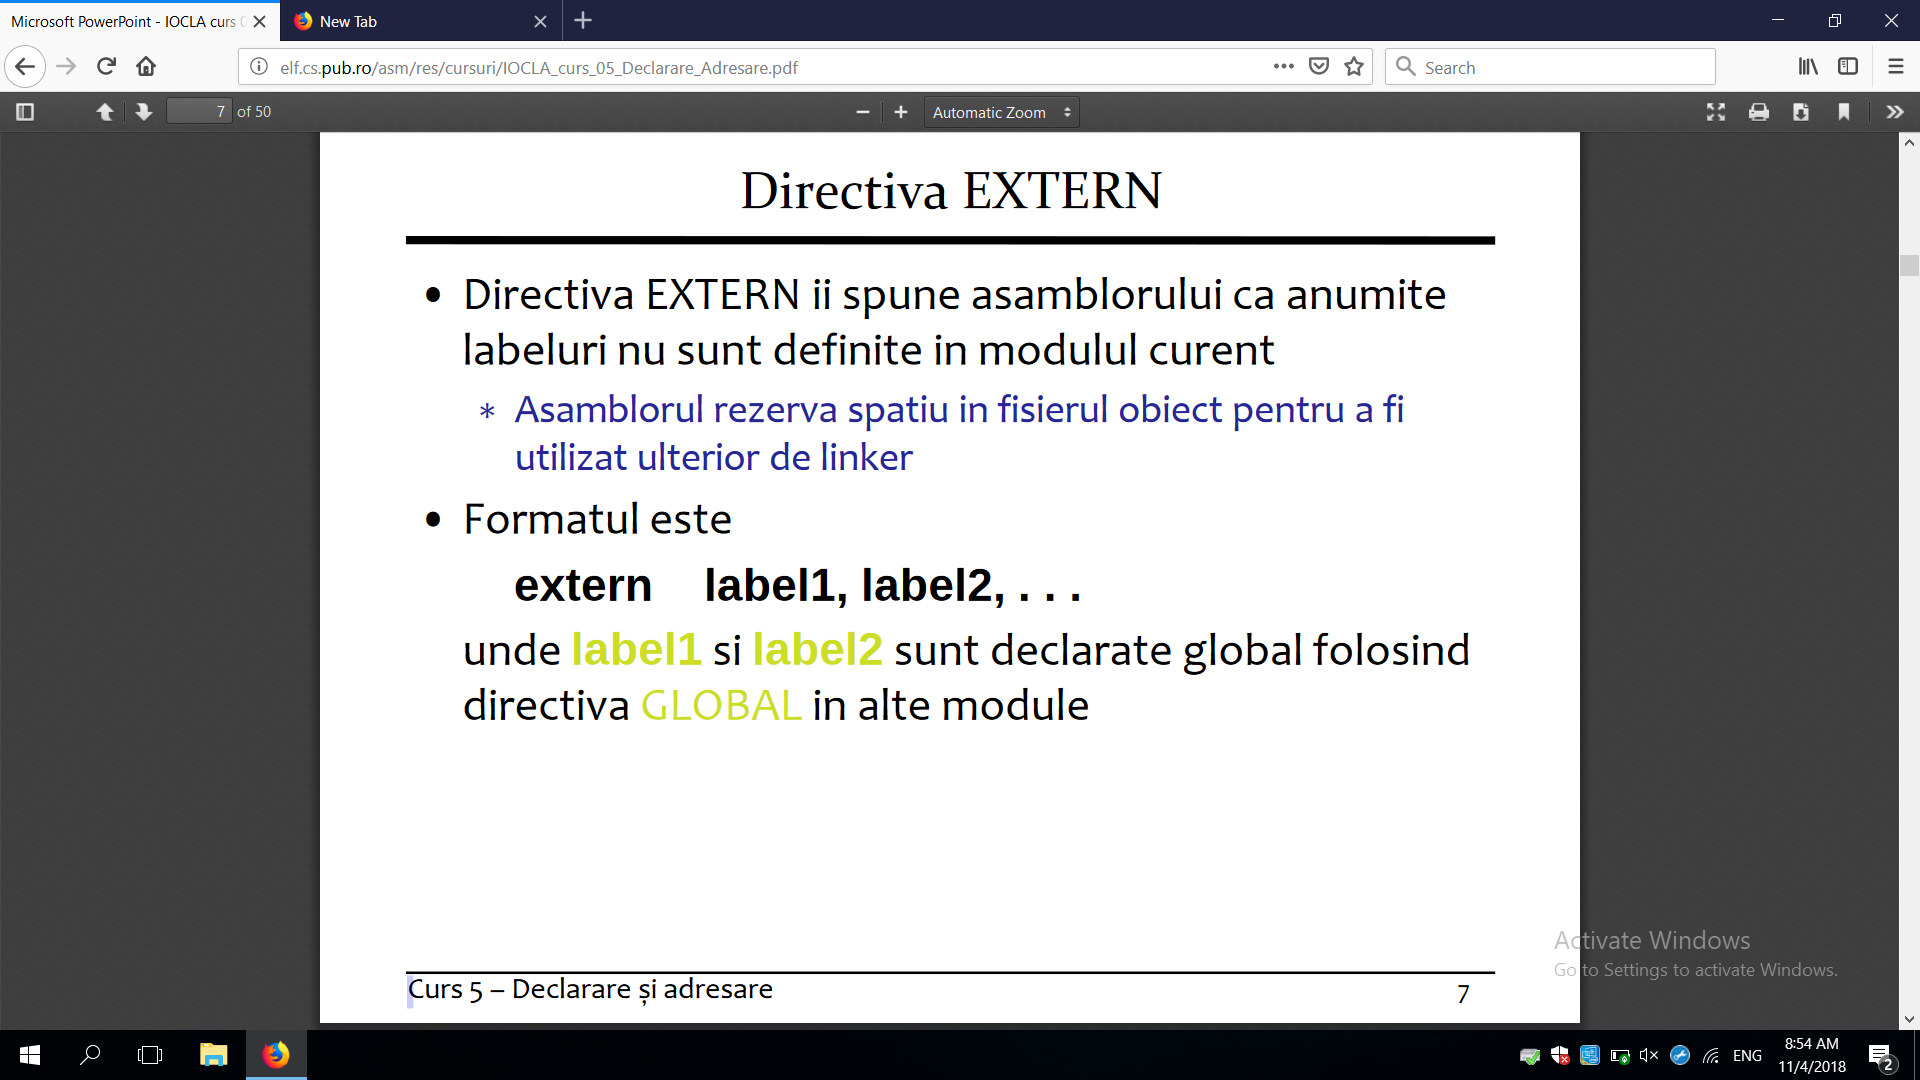 Microsoft PowerPoint - IOCLA curs
New Tab
elf.cs.pub.ro/asm/res/cursuri/IOCLA_curs_05_Declarare_Adresare.pdf
Search
7 of 50
Automatic Zoom
Directiva EXTERN
• Directiva EXTERN ii spune asamblorului ca anumite
labeluri nu sunt definite in modulul curent
* Asamblorul rezerva spatiu in fisierul obiect pentru a fi
utilizat ulterior de linker
• Formatul este
extern label1, label2, . . .
unde label1 si label2 sunt declarate global folosind
directiva GLOBAL in alte module
Curs 5 – Declarare și adresare
7
Activate Windows
Go to Settings to activate Windows.
ENG
8:54 AM
11/4/2018
2